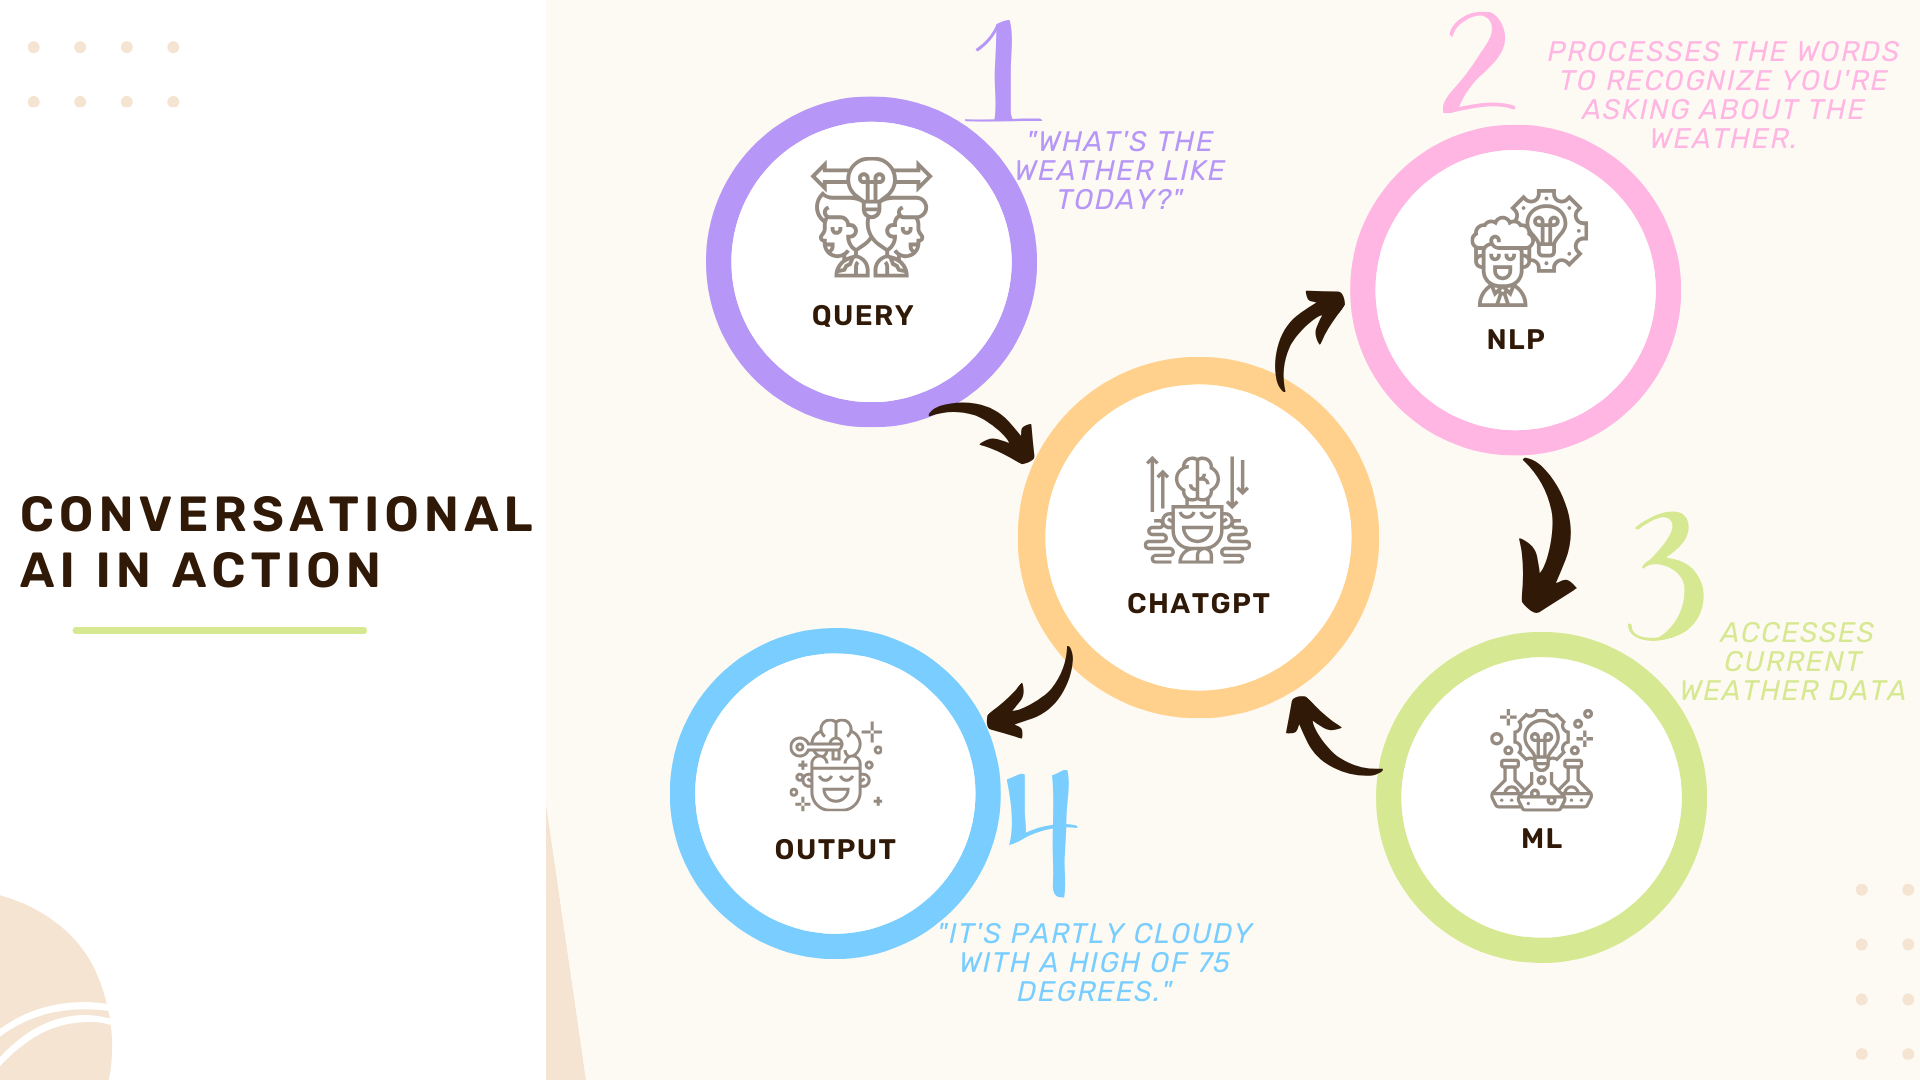 CONVERSATIONAL
AI IN ACTION
1
"WHAT'S THE
WEATHER LIKE
TODAY?"
QUERY
2
PROCESSES THE WORDS
TO RECOGNIZE YOU'RE
ASKING ABOUT THE
WEATHER.
NLP
CHATGPT
3
ACCESSES
CURRENT
WEATHER DATA
ML
OUTPUT
4
"IT'S PARTLY CLOUDY
WITH A HIGH OF 75
DEGREES."